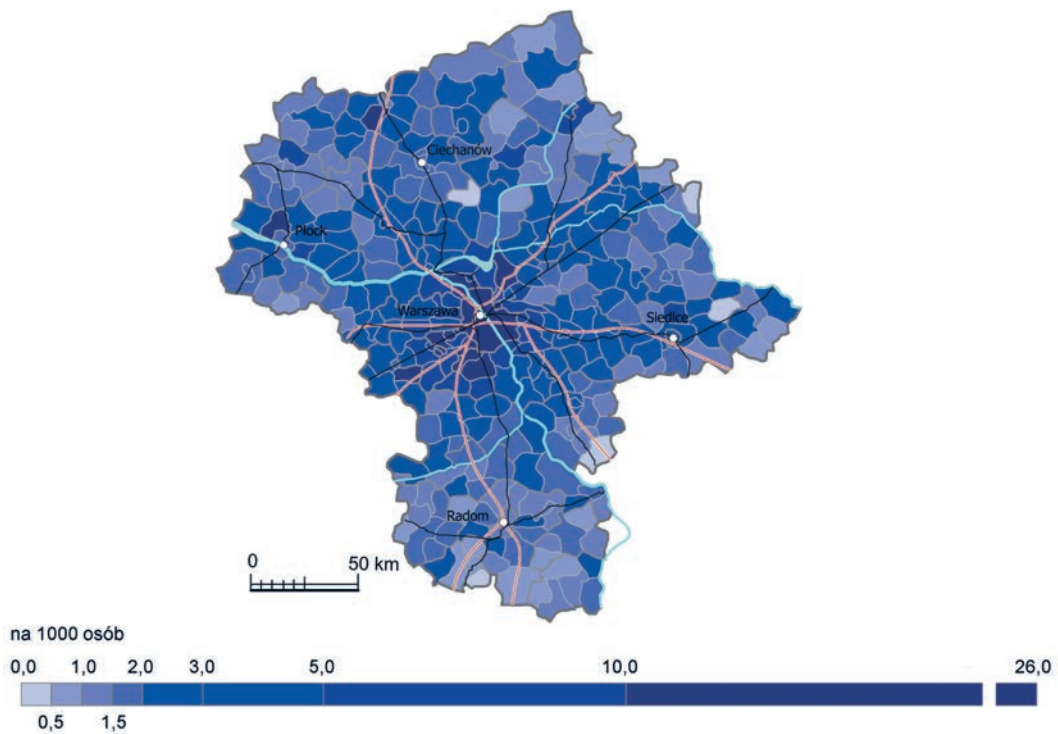 Ciechanów
Płock
Warszawa
Siedlce
Radom
0 50 km
na 1000 osób
0,0 1,0 2,0 3,0 5,0 10,0 26,0
0,5 1,5